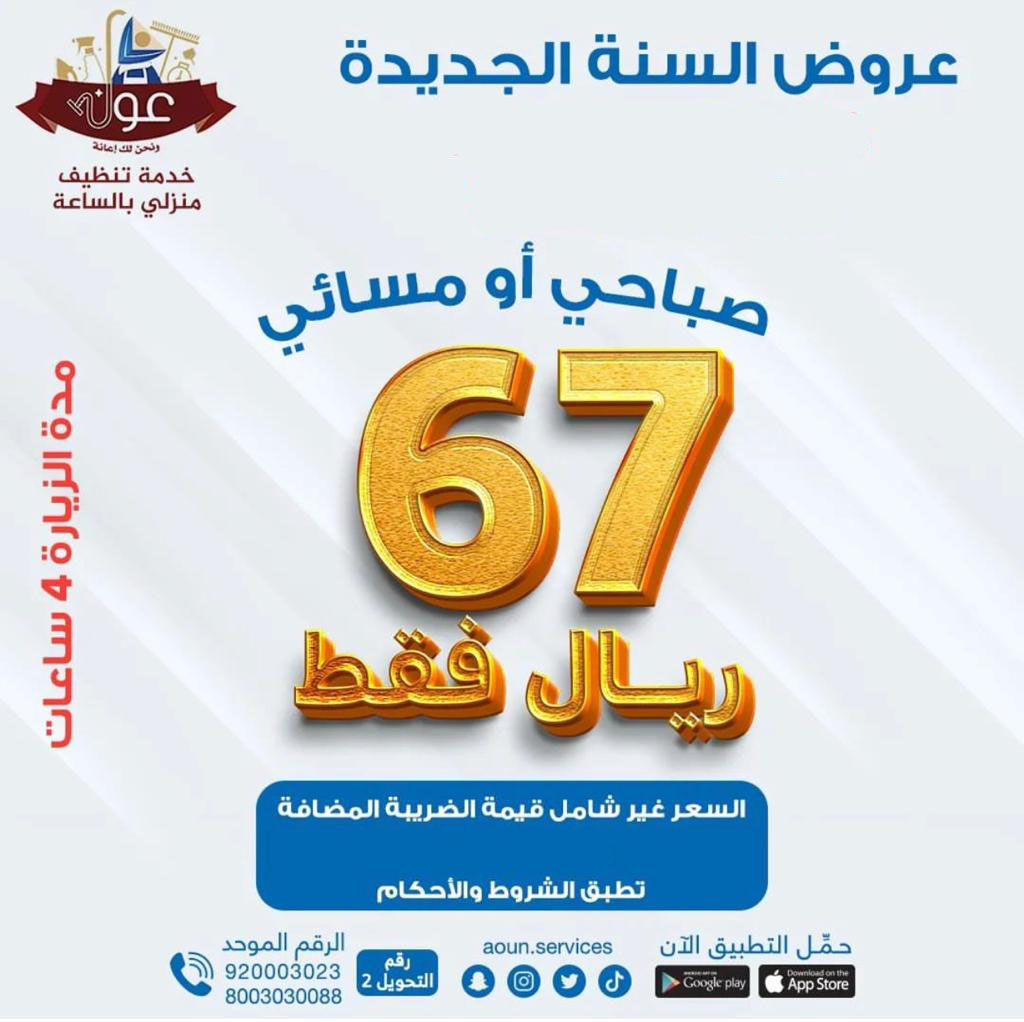 عروض السنة الجديدة
عون
ونحن لك إعانة
خدمة تنظيف
منزلي بالساعة
صباحي أو مسائي
67
ريال فقط
مدة الزيارة 4 ساعات
السعر غير شامل قيمة الضريبة المضافة
تطبق الشروط والأحكام
حمِّل التطبيق الآن
Download on the
App Store
ANDROID APP ON
Google play
aoun.services
رقم
التحويل 2
الرقم الموحد
920003023
8003030088